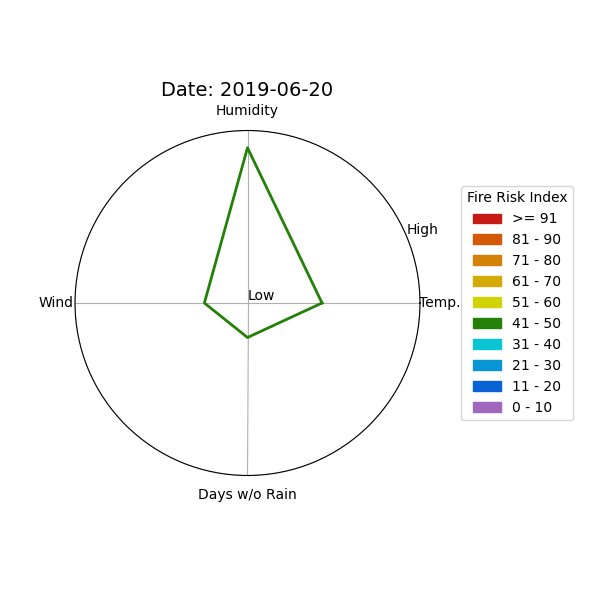 Date: 2019-06-20
Humidity
High
Low
Wind
Temp.
Days w/o Rain
Fire Risk Index
>= 91
81 - 90
71 - 80
61 - 70
51 - 60
41 - 50
31 - 40
21 - 30
11 - 20
0 - 10